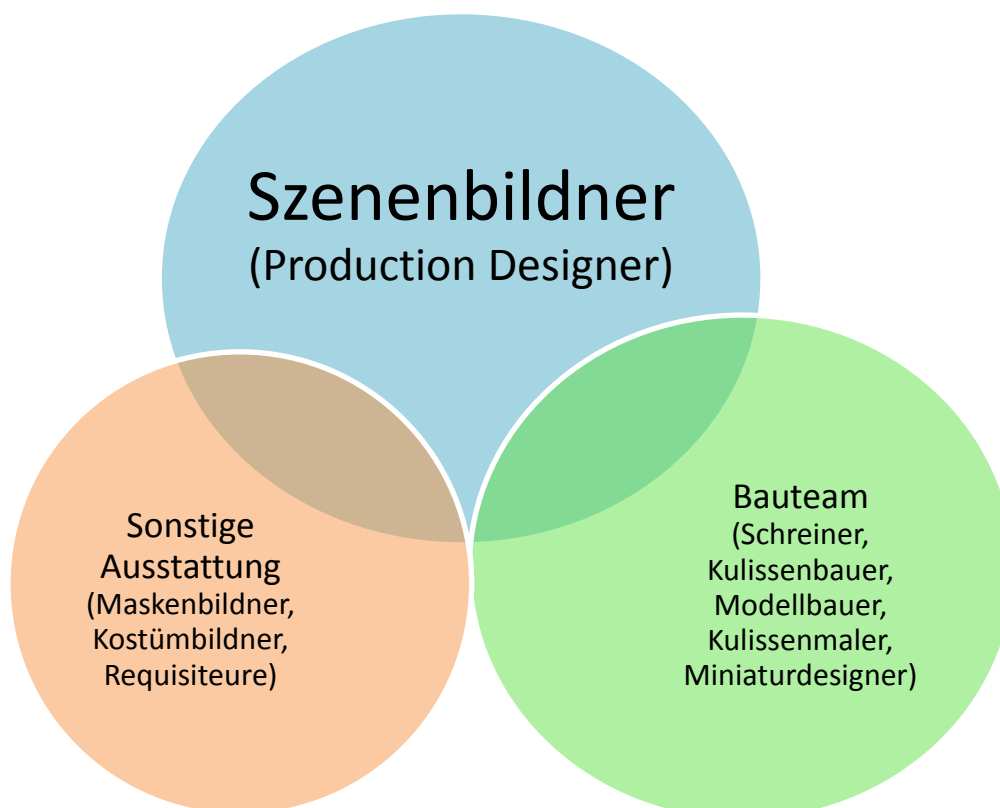 Szenenbildner
(Production Designer)
Sonstige
Ausstattung
(Maskenbildner,
Kostümbildner,
Requisiteure)
Bauteam
(Schreiner,
Kulissenbauer,
Modellbauer,
Kulissenmaler,
Miniaturdesigner)